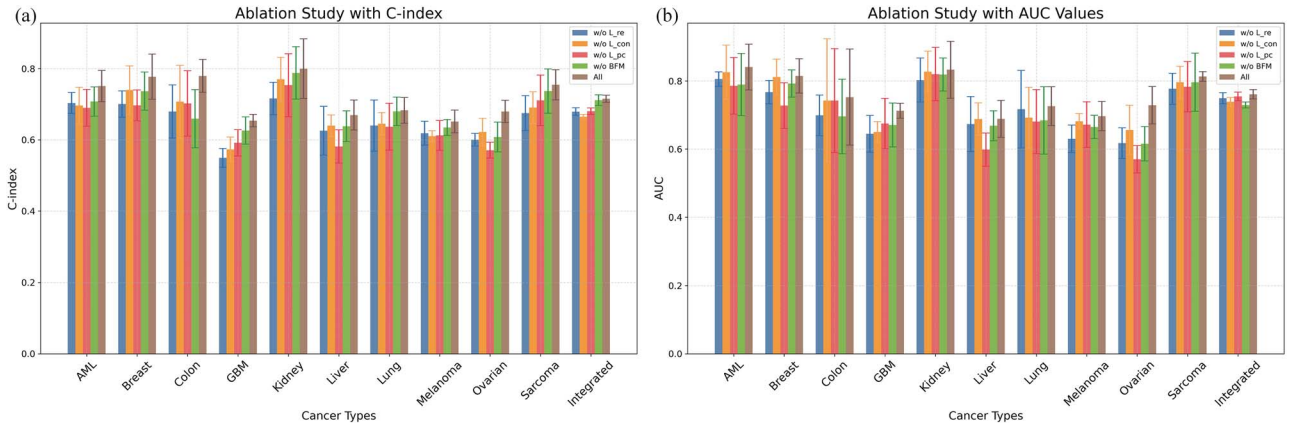 (a)
Ablation Study with C-index
w/o L_re
w/o L_con
w/o L_pc
w/o BFM
All
0.8
0.6
0.4
0.2
0.0
C-index
AML
Breast
Colon
GBM
Kidney
Liver
Lung
Melanoma
Ovarian
Sarcoma
Integrated
Cancer Types
(b)
Ablation Study with AUC Values
w/o L_re
w/o L_con
w/o L_pc
w/o BFM
All
0.8
0.6
0.4
0.2
0.0
AUC
AML
Breast
Colon
GBM
Kidney
Liver
Lung
Melanoma
Ovarian
Sarcoma
Integrated
Cancer Types